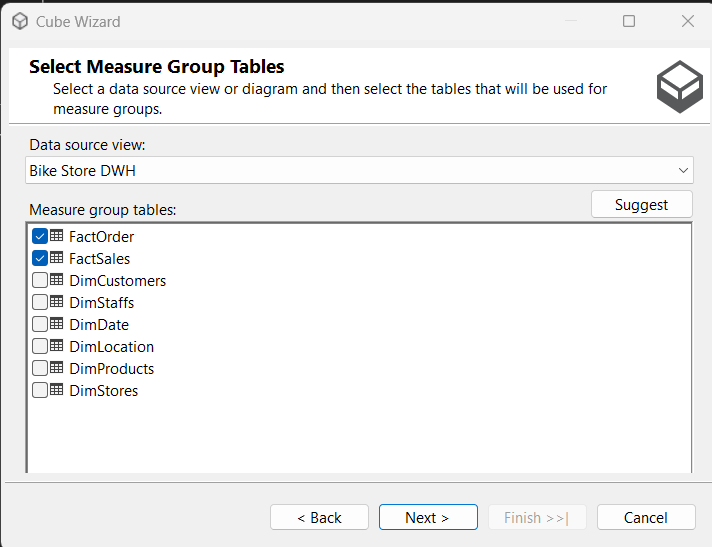 Cube Wizard
Select Measure Group Tables
Select a data source view or diagram and then select the tables that will be used for
measure groups.
Data source view:
Bike Store DWH
Measure group tables:
Suggest
FactOrder
FactSales
DimCustomers
DimStaffs
DimDate
DimLocation
DimProducts
DimStores
< Back
Next >
Finish >>|
Cancel